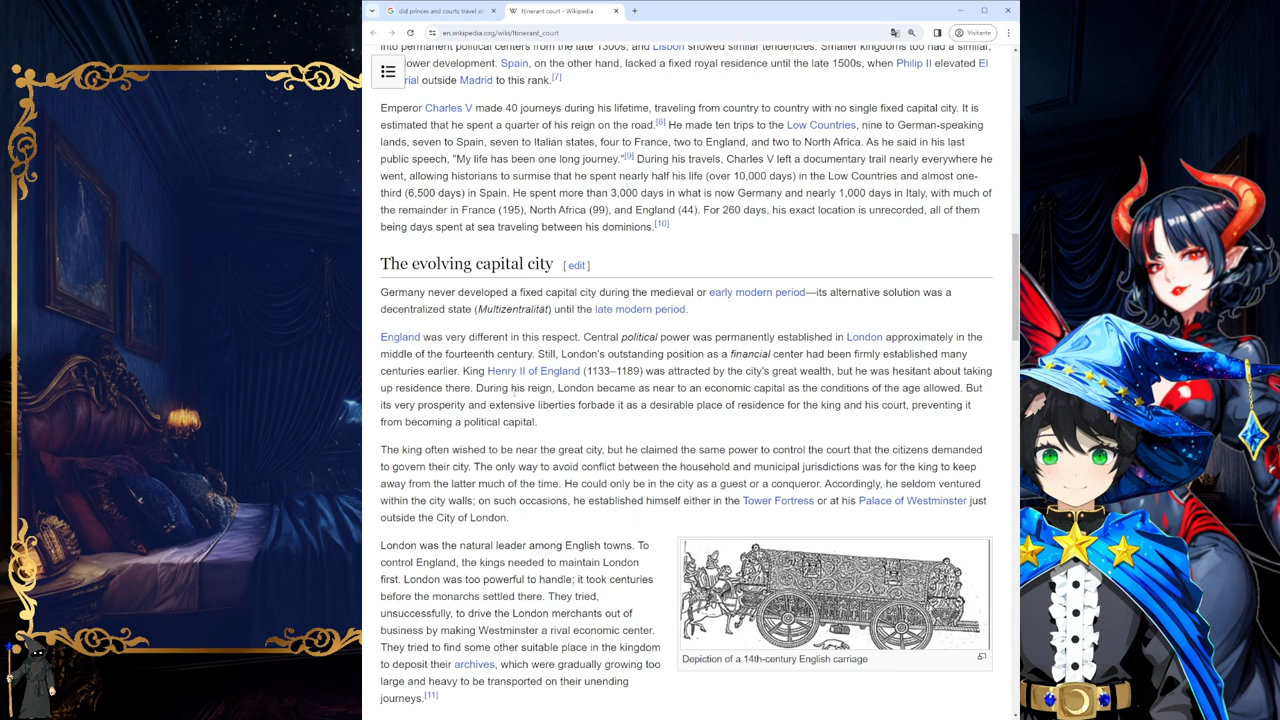 did princes and courts travel al
Itinerant court - Wikipedia
en.wikipedia.org/wiki/Itinerant_court
Visitante
into permanent political centers from the late 1300s, and Lisbon showed similar tendencies. Smaller kingdoms too had a similar,
ower development. Spain, on the other hand, lacked a fixed royal residence until the late 1500s, when Philip II elevated El
rial outside Madrid to this rank.[7]
Emperor Charles V made 40 journeys during his lifetime, traveling from country to country with no single fixed capital city. It is
estimated that he spent a quarter of his reign on the road.[8] He made ten trips to the Low Countries, nine to German-speaking
lands, seven to Spain, seven to Italian states, four to France, two to England, and two to North Africa. As he said in his last
public speech, "My life has been one long journey."[9] During his travels, Charles V left a documentary trail nearly everywhere he
went, allowing historians to surmise that he spent nearly half his life (over 10,000 days) in the Low Countries and almost one-
third (6,500 days) in Spain. He spent more than 3,000 days in what is now Germany and nearly 1,000 days in Italy, with much of
the remainder in France (195), North Africa (99), and England (44). For 260 days, his exact location is unrecorded, all of them
being days spent at sea traveling between his dominions.[10]
The evolving capital city [ edit ]
Germany never developed a fixed capital city during the medieval or early modern period—its alternative solution was a
decentralized state (Multizentralität) until the late modern period.
England was very different in this respect. Central political power was permanently established in London approximately in the
middle of the fourteenth century. Still, London's outstanding position as a financial center had been firmly established many
centuries earlier. King Henry II of England (1133–1189) was attracted by the city's great wealth, but he was hesitant about taking
up residence there. During his reign, London became as near to an economic capital as the conditions of the age allowed. But
its very prosperity and extensive liberties forbade it as a desirable place of residence for the king and his court, preventing it
from becoming a political capital.
The king often wished to be near the great city, but he claimed the same power to control the court that the citizens demanded
to govern their city. The only way to avoid conflict between the household and municipal jurisdictions was for the king to keep
away from the latter much of the time. He could only be in the city as a guest or a conqueror. Accordingly, he seldom ventured
within the city walls; on such occasions, he established himself either in the Tower Fortress or at his Palace of Westminster just
outside the City of London.
London was the natural leader among English towns. To
control England, the kings needed to maintain London
first. London was too powerful to handle; it took centuries
before the monarchs settled there. They tried,
unsuccessfully, to drive the London merchants out of
business by making Westminster a rival economic center.
They tried to find some other suitable place in the kingdom
to deposit their archives, which were gradually growing too
large and heavy to be transported on their unending
journeys.[11]
Depiction of a 14th-century English carriage